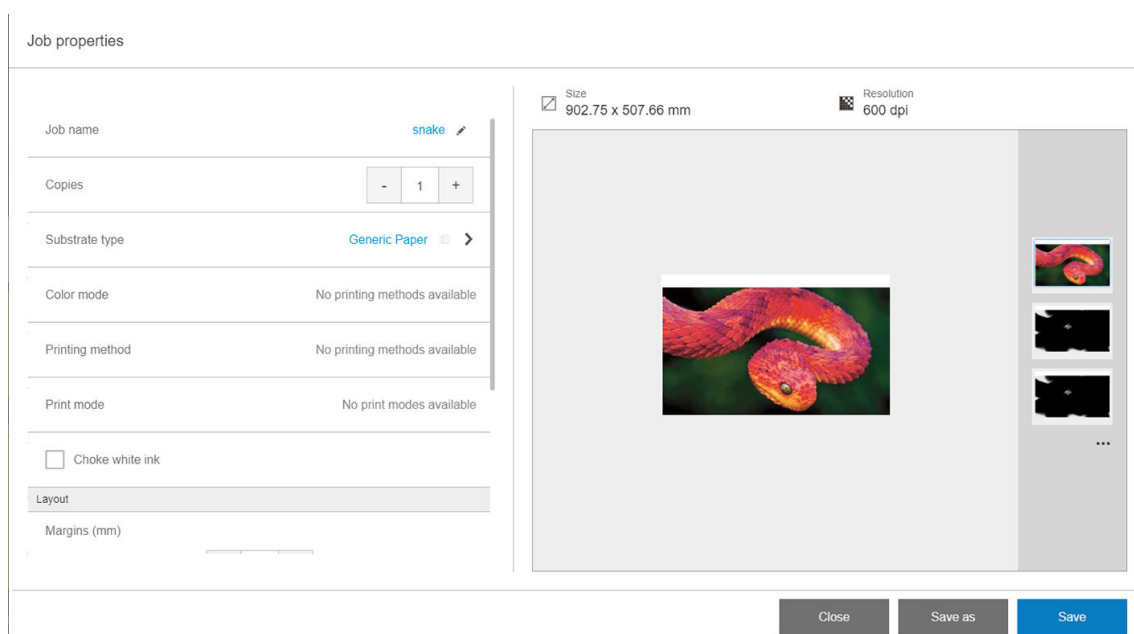 Job properties
Size
902.75 x 507.66 mm
Resolution
600 dpi
Job name snake
Copies - 1 +
Substrate type Generic Paper
Color mode No printing methods available
Printing method No printing methods available
Print mode No print modes available
Choke white ink
Layout
Margins (mm)
Close Save as Save